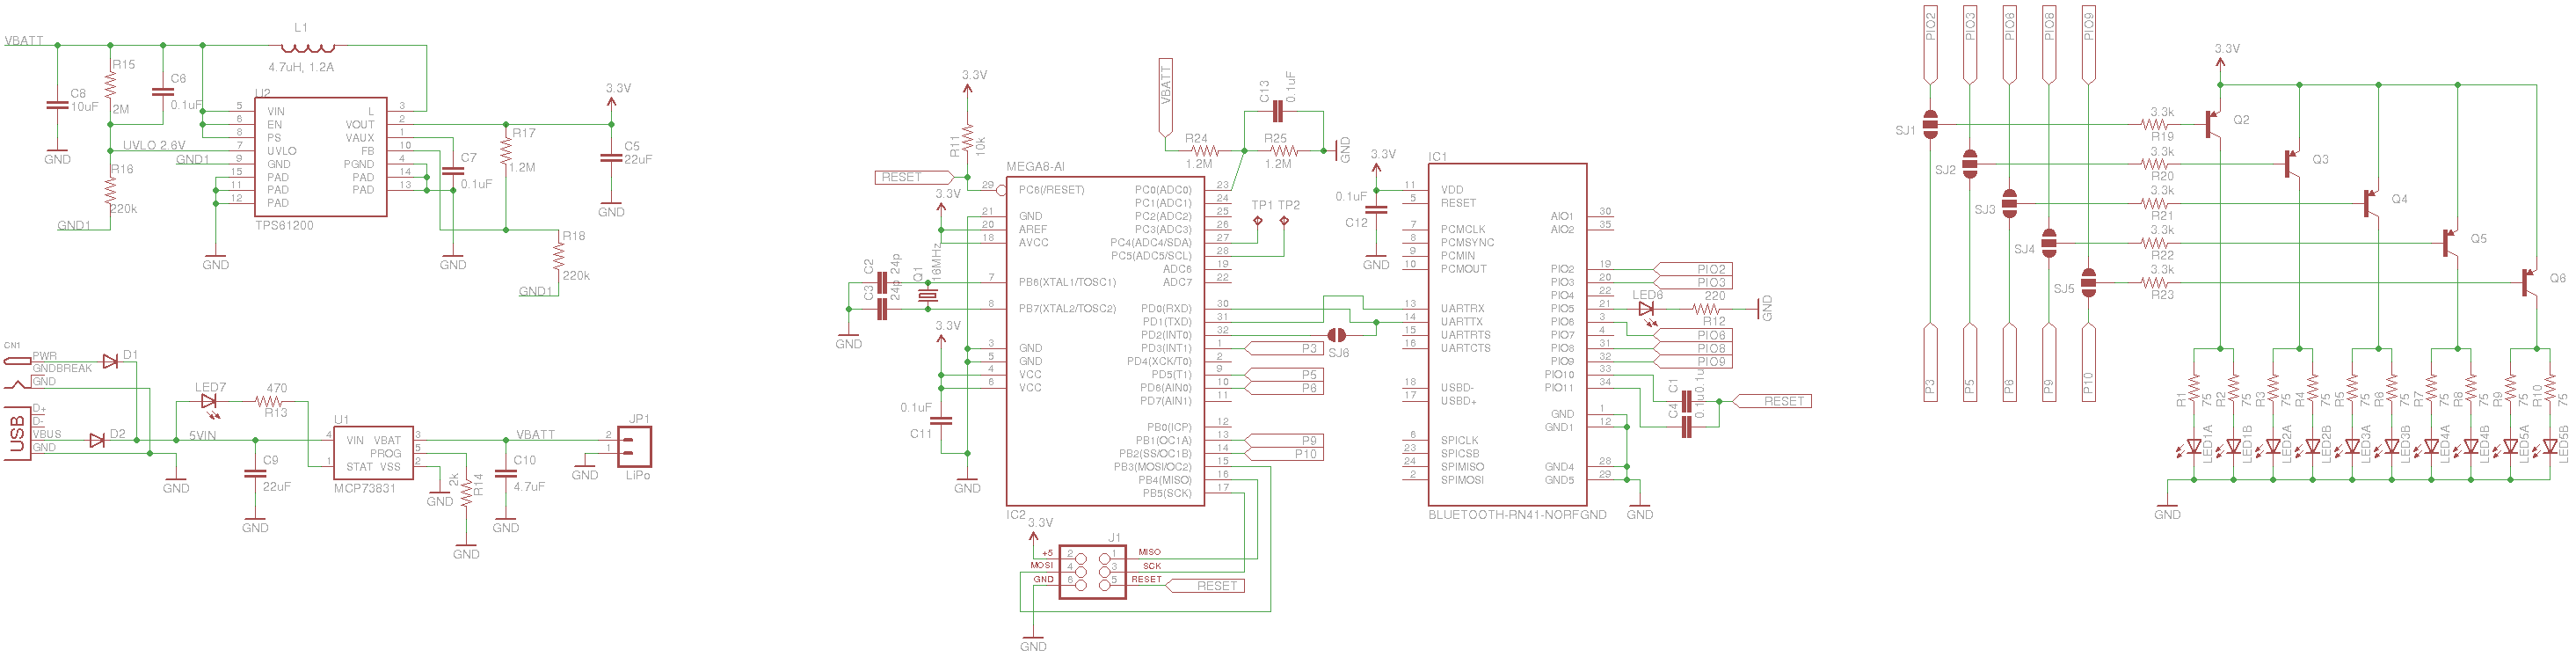 VBATT
L1
4.7uH, 1.2A
R15
2M
C6
0.1uF
C8
10uF
GND
U2
5 VIN
6 EN
8 PS
7 UVLO
9 GND
15 PAD
11 PAD
12 PAD
L 3
VOUT 2
VAUX 1
FB 10
PGND 4
PAD 14
PAD 13
TPS61200
UVLO 2.6V
GND1
R16
220k
GND1
GND
C7
0.1uF
GND
R17
1.2M
3.3V
C5
22uF
GND
R18
220k
GND1
CN1
PWR
GNDBREAK
GND
D1
USB
D+
D-
VBUS
GND
D2
GND
LED7
470
R13
5VIN
C9
22uF
GND
U1
4 VIN
1 STAT
VBAT 3
PROG 5
VSS 2
MCP73831
GND
2k
R14
GND
VBATT
C10
4.7uF
GND
JP1
2
1
LiPo
GND
3.3V
R11
10k
RESET
MEGA8-AI
29 PC6(/RESET)
21 GND
20 AREF
18 AVCC
7 PB6(XTAL1/TOSC1)
8 PB7(XTAL2/TOSC2)
3 GND
5 GND
4 VCC
6 VCC
PC0(ADC0) 23
PC1(ADC1) 24
PC2(ADC2) 25
PC3(ADC3) 26
PC4(ADC4/SDA) 27
PC5(ADC5/SCL) 28
ADC6 19
ADC7 22
PD0(RXD) 30
PD1(TXD) 31
PD2(INT0) 32
PD3(INT1) 1
PD4(XCK/T0) 2
PD5(T1) 9
PD6(AIN0) 10
PD7(AIN1) 11
PB0(ICP) 12
PB1(OC1A) 13
PB2(SS/OC1B) 14
PB3(MOSI/OC2) 15
PB4(MISO) 16
PB5(SCK) 17
IC2
3.3V
C2
24p
C3
24p
Q1
16MHz
GND
3.3V
0.1uF
C11
GND
3.3V
J1
+5 2
MOSI 4
GND 6
1 MISO
3 SCK
5 RESET
RESET
GND
VBATT
R24
1.2M
C13
0.1uF
R25
1.2M
GND
TP1 TP2
P3
P5
P6
P9
P10
SJ6
3.3V
0.1uF
C12
GND
IC1
11 VDD
5 RESET
7 PCMCLK
8 PCMSYNC
9 PCMIN
10 PCMOUT
13 UARTRX
14 UARTTX
15 UARTRTS
16 UARTCTS
18 USBD-
17 USBD+
6 SPICLK
23 SPICSB
24 SPIMISO
2 SPIMOSI
AIO1 30
AIO2 35
PIO2 19
PIO3 20
PIO4 22
PIO5 21
PIO6 3
PIO7 4
PIO8 31
PIO9 32
PIO10 33
PIO11 34
GND 1
GND1 12
GND4 28
GND5 29
BLUETOOTH-RN41-NORFGND
GND
PIO2
PIO3
LED6
220
R12
GND
PIO6
PIO8
PIO9
C1
0.1u
C4
0.1u
RESET
PIO2
PIO3
PIO6
PIO8
PIO9
SJ1
SJ2
SJ3
SJ4
SJ5
P3
P5
P6
P9
P10
3.3k
R19
3.3k
R20
3.3k
R21
3.3k
R22
3.3k
R23
3.3V
Q2
Q3
Q4
Q5
Q6
R1
75
R2
75
R3
75
R4
75
R5
75
R6
75
R7
75
R8
75
R9
75
R10
75
LED1A
LED1B
LED2A
LED2B
LED3A
LED3B
LED4A
LED4B
LED5A
LED5B
GND